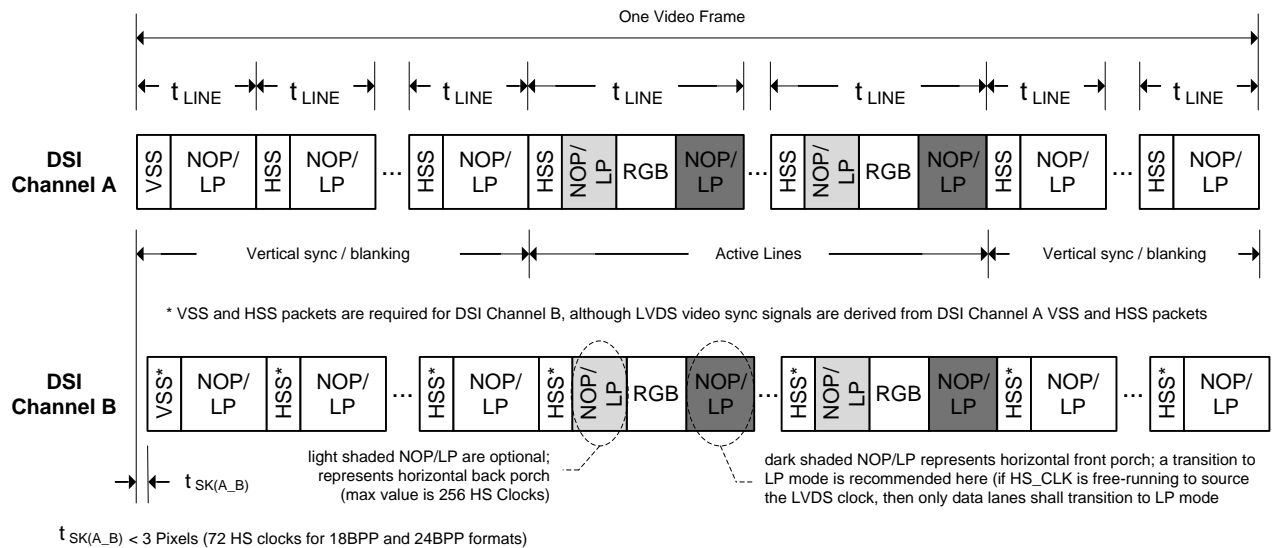 One Video Frame
t LINE t LINE t LINE t LINE t LINE t LINE t LINE
DSI Channel A
VSS NOP/LP HSS NOP/LP ... HSS NOP/LP HSS NOP/LP RGB NOP/LP ... HSS NOP/LP RGB NOP/LP HSS NOP/LP ... HSS NOP/LP
Vertical sync / blanking Active Lines Vertical sync / blanking
* VSS and HSS packets are required for DSI Channel B, although LVDS video sync signals are derived from DSI Channel A VSS and HSS packets
DSI Channel B
VSS* NOP/LP HSS* NOP/LP ... HSS* NOP/LP HSS* NOP/LP RGB NOP/LP ... HSS* NOP/LP RGB NOP/LP HSS* NOP/LP ... HSS* NOP/LP
t SK(A_B)
light shaded NOP/LP are optional;
represents horizontal back porch
(max value is 256 HS Clocks)
dark shaded NOP/LP represents horizontal front porch; a transition to
LP mode is recommended here (if HS_CLK is free-running to source
the LVDS clock, then only data lanes shall transition to LP mode
t SK(A_B) < 3 Pixels (72 HS clocks for 18BPP and 24BPP formats)